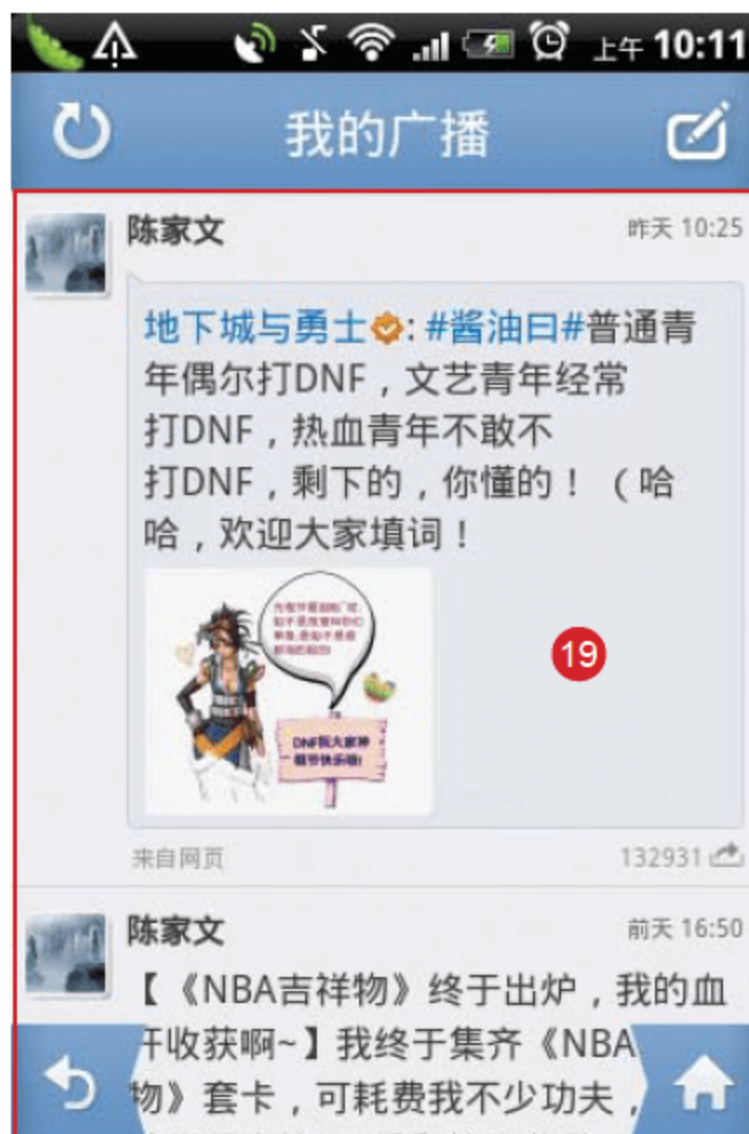 上午 10:11
我的广播
陈家文
昨天 10:25
地下城与勇士: #酱油曰#普通青
年偶尔打DNF，文艺青年经常
打DNF，热血青年不敢不
打DNF，剩下的，你懂的！（哈
哈，欢迎大家填词！
19
来自网页
132931
陈家文
前天 16:50
【《NBA吉祥物》终于出炉，我的血
汗收获啊~】我终于集齐《NBA
物》套卡，可耗费我不少功夫，